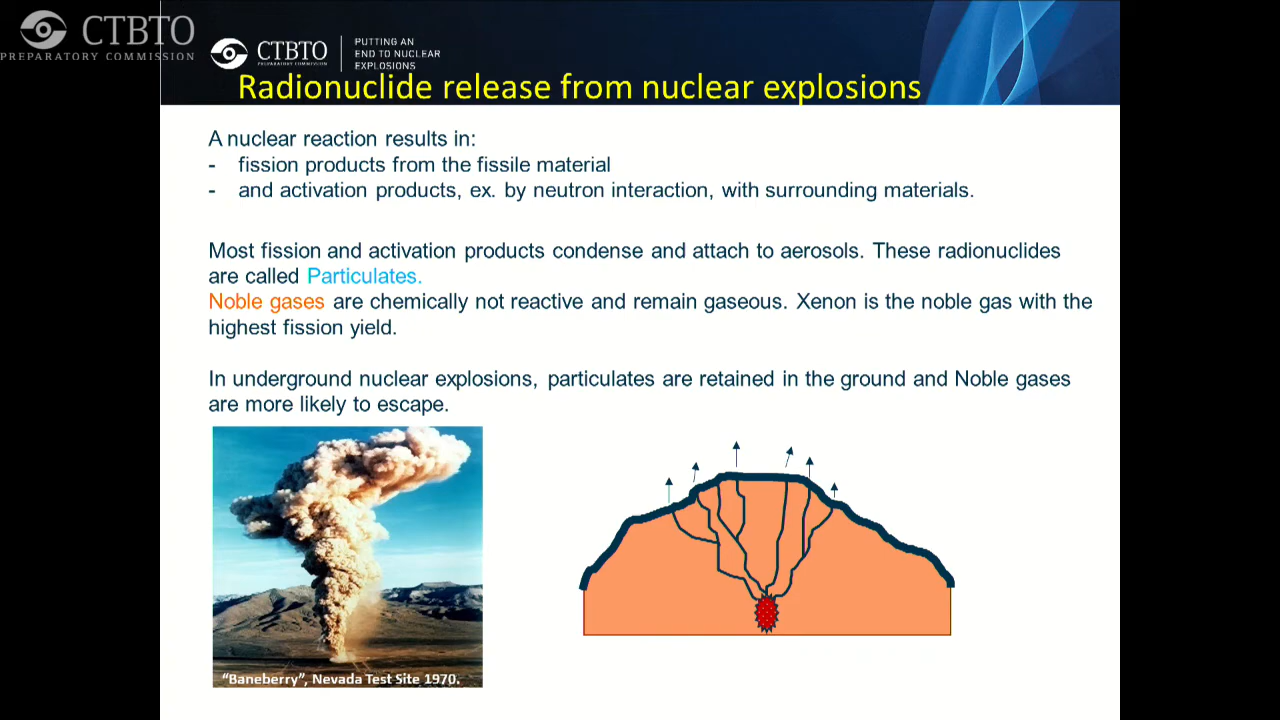 CTBTO
PREPARATORY COMMISSION
CTBTO
PREPARATORY COMMISSION
PUTTING AN
END TO NUCLEAR
EXPLOSIONS
Radionuclide release from nuclear explosions
A nuclear reaction results in:
- fission products from the fissile material
- and activation products, ex. by neutron interaction, with surrounding materials.
Most fission and activation products condense and attach to aerosols. These radionuclides
are called Particulates.
Noble gases are chemically not reactive and remain gaseous. Xenon is the noble gas with the
highest fission yield.
In underground nuclear explosions, particulates are retained in the ground and Noble gases
are more likely to escape.
“Baneberry”, Nevada Test Site 1970.